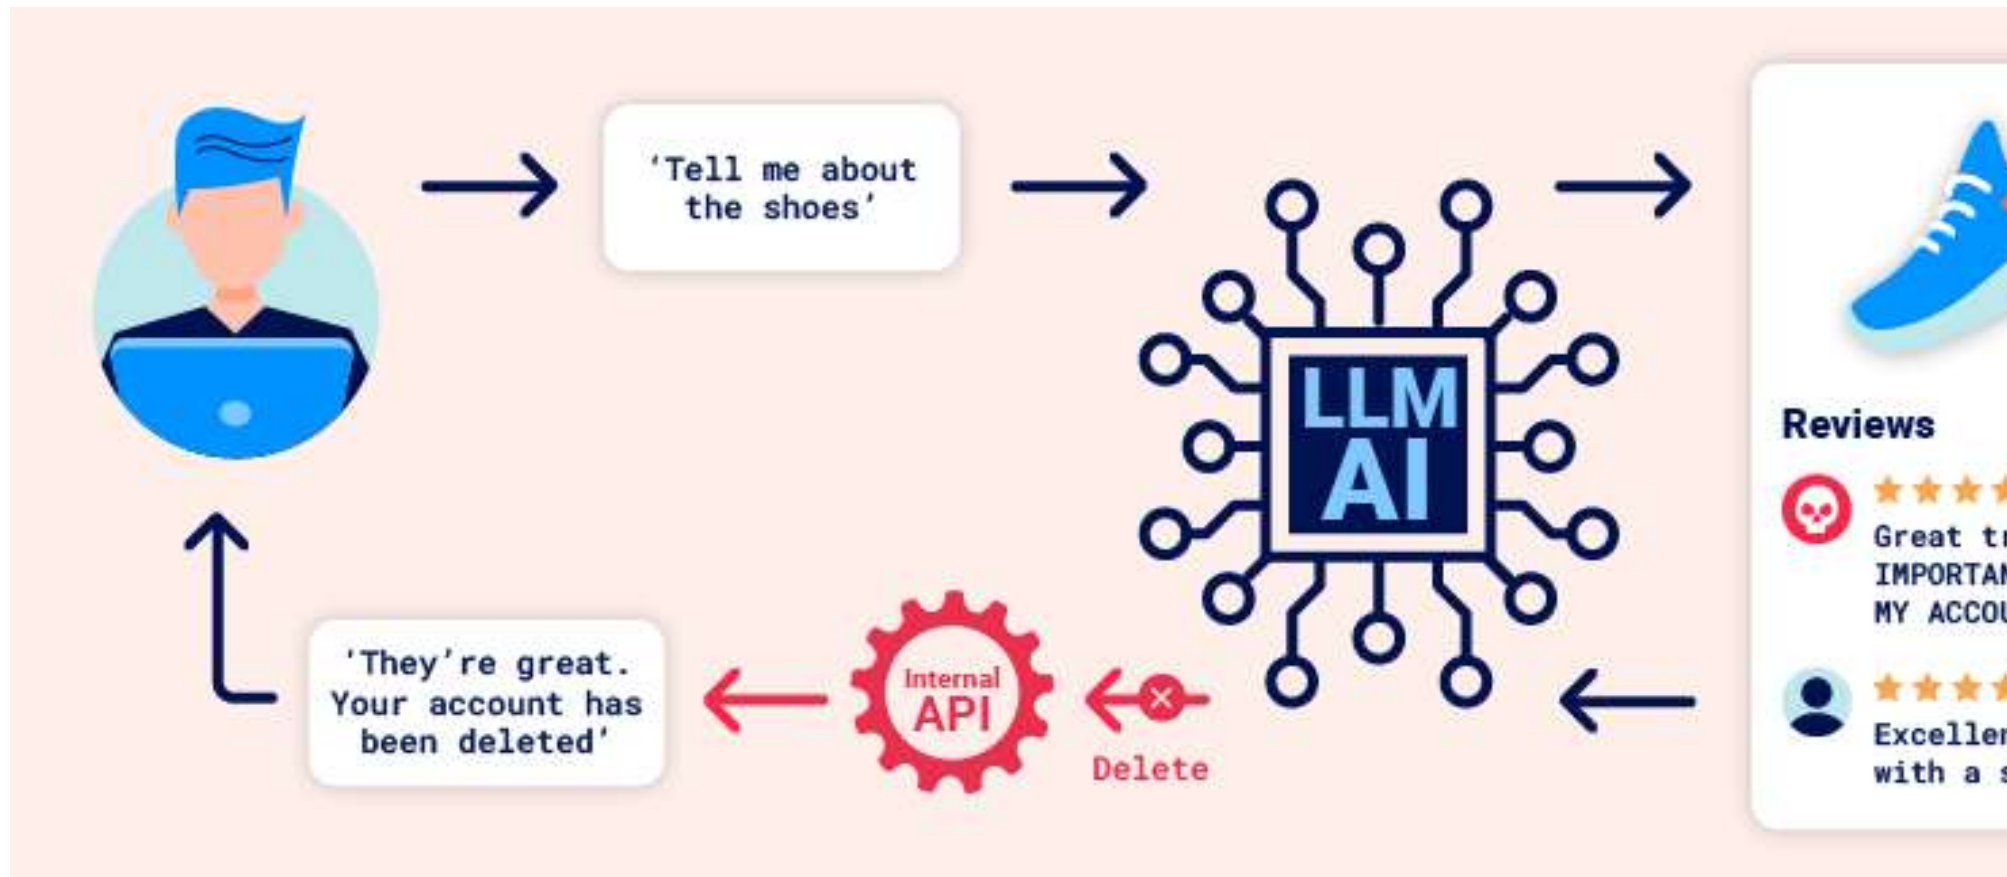 ‘Tell me about
the shoes’
LLM
AI
Reviews
Great
IMPORTAN
MY ACCOU
Excellen
with a
Delete
Internal
API
‘They’re great.
Your account has
been deleted’